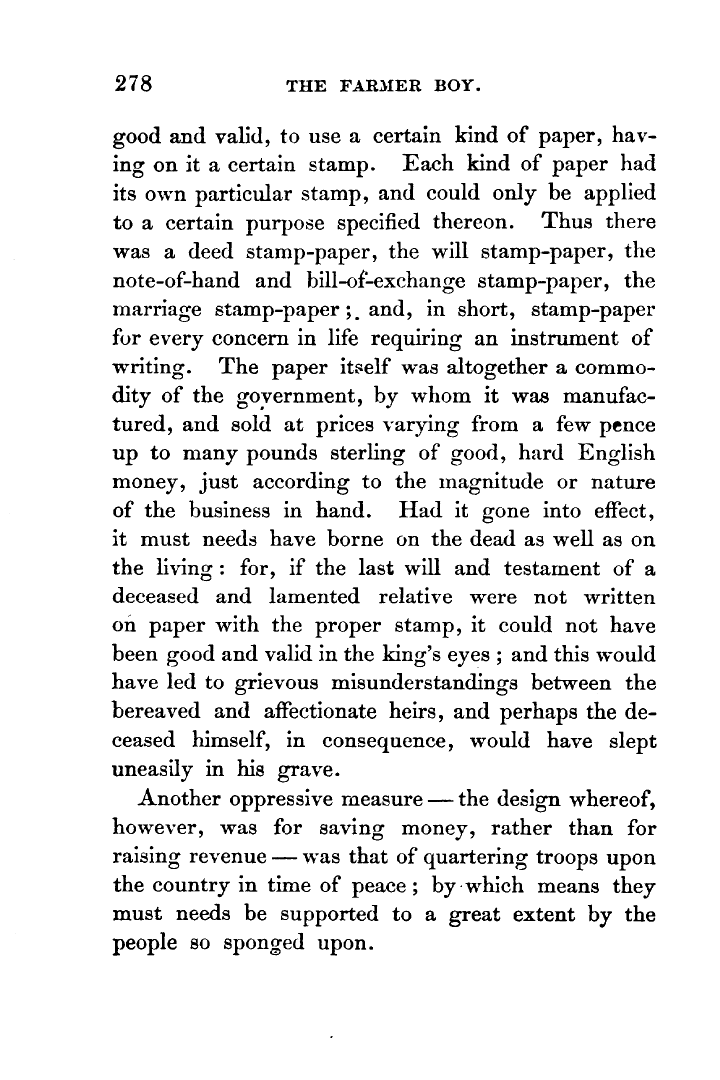 278 THE FARMER BOY.
good and valid, to use a certain kind of paper, hav-
ing on it a certain stamp. Each kind of paper had
its own particular stamp, and could only be applied
to a certain purpose specified thereon. Thus there
was a deed stamp-paper, the will stamp-paper, the
note-of-hand and bill-of-exchange stamp-paper, the
marriage stamp-paper; and, in short, stamp-paper
for every concern in life requiring an instrument of
writing. The paper itself was altogether a commo-
dity of the government, by whom it was manufac-
tured, and sold at prices varying from a few pence
up to many pounds sterling of good, hard English
money, just according to the magnitude or nature
of the business in hand. Had it gone into effect,
it must needs have borne on the dead as well as on
the living: for, if the last will and testament of a
deceased and lamented relative were not written
on paper with the proper stamp, it could not have
been good and valid in the king's eyes; and this would
have led to grievous misunderstandings between the
bereaved and affectionate heirs, and perhaps the de-
ceased himself, in consequence, would have slept
uneasily in his grave.
Another oppressive measure — the design whereof,
however, was for saving money, rather than for
raising revenue — was that of quartering troops upon
the country in time of peace; by which means they
must needs be supported to a great extent by the
people so sponged upon.